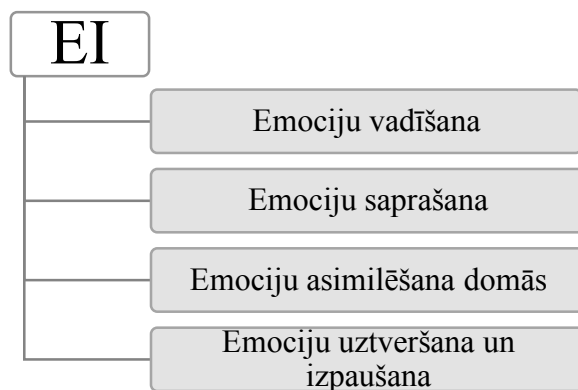 EI
Emociju vadīšana
Emociju saprašana
Emociju asimilēšana domās
Emociju uztveršana un
izpaušana